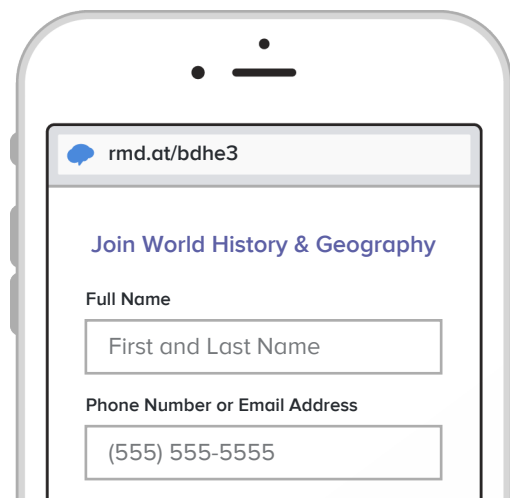 rmd.at/bdhe3
Join World History & Geography
Full Name
First and Last Name
Phone Number or Email Address
(555) 555-5555